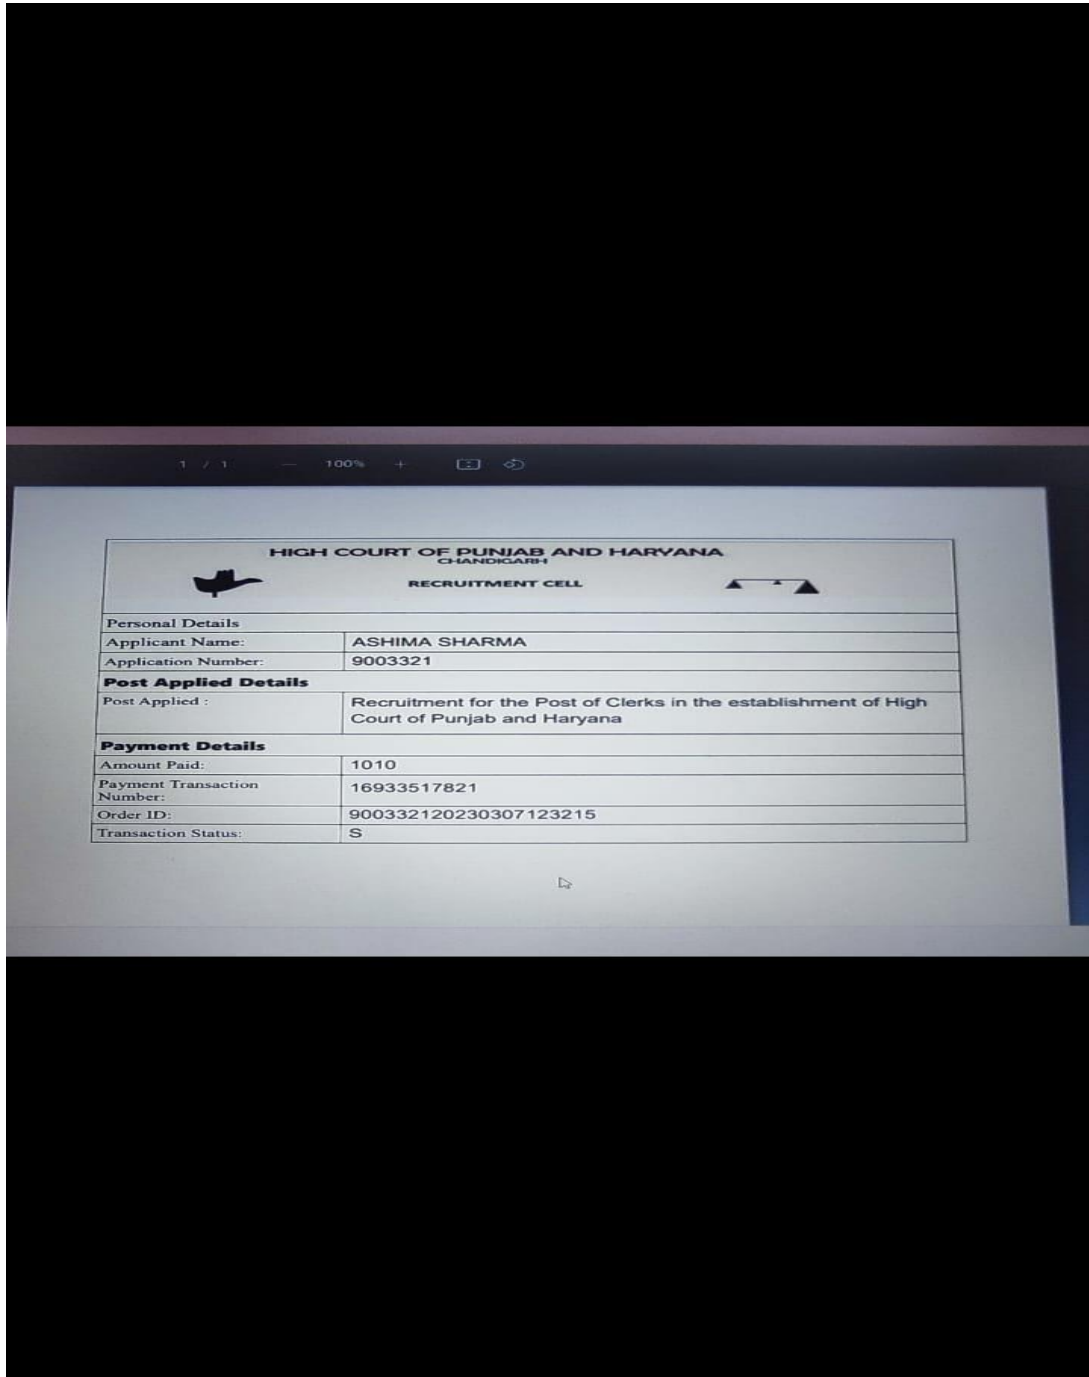 1 / 1 — 100% +
HIGH COURT OF PUNJAB AND HARYANA
CHANDIGARH
RECRUITMENT CELL
Personal Details
Applicant Name: ASHIMA SHARMA
Application Number: 9003321
Post Applied Details
Post Applied : Recruitment for the Post of Clerks in the establishment of High
Court of Punjab and Haryana
Payment Details
Amount Paid: 1010
Payment Transaction
Number: 16933517821
Order ID: 900332120230307123215
Transaction Status: S